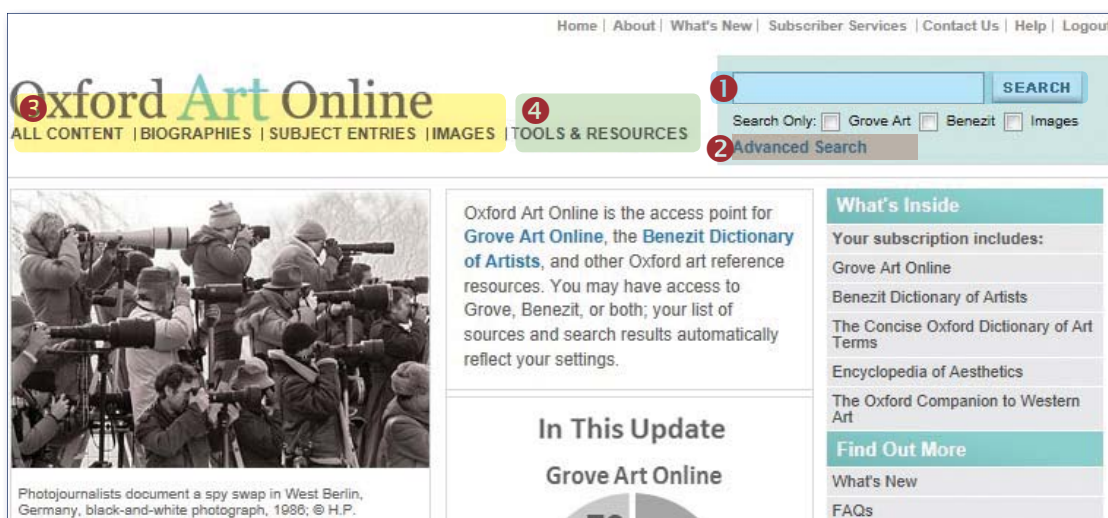 Home | About | What's New | Subscriber Services | Contact Us | Help | Logout
Oxford Art Online
1
SEARCH
3
4
ALL CONTENT | BIOGRAPHIES | SUBJECT ENTRIES | IMAGES | TOOLS & RESOURCES
Search Only: Grove Art Benezit Images
2 Advanced Search
Oxford Art Online is the access point for
Grove Art Online, the Benezit Dictionary
of Artists, and other Oxford art reference
resources. You may have access to
Grove, Benezit, or both; your list of
sources and search results automatically
reflect your settings.
In This Update
Grove Art Online
Photojournalists document a spy swap in West Berlin,
Germany, black-and-white photograph, 1986; © H.P.
What's Inside
Your subscription includes:
Grove Art Online
Benezit Dictionary of Artists
The Concise Oxford Dictionary of Art
Terms
Encyclopedia of Aesthetics
The Oxford Companion to Western
Art
Find Out More
What's New
FAQs